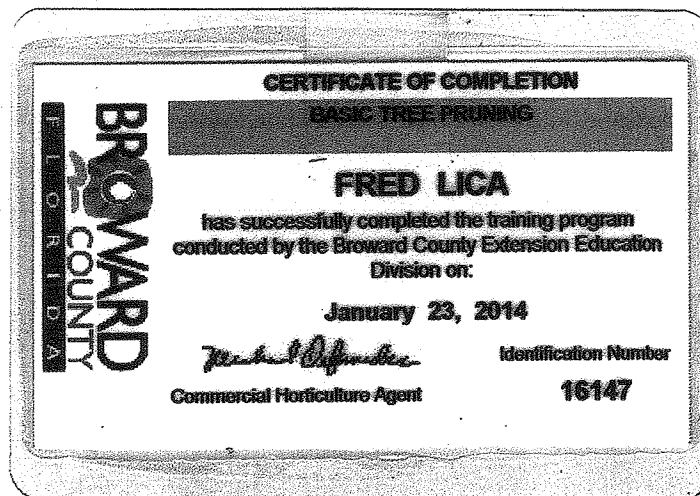 CERTIFICATE OF COMPLETION
BASIC TREE PRUNING
FRED LICA
has successfully completed the training program
conducted by the Broward County Extension Education
Division on:
January 23, 2014
Identification Number
Commercial Horticulture Agent
16147
BROWARD
COUNTY
FLORIDA